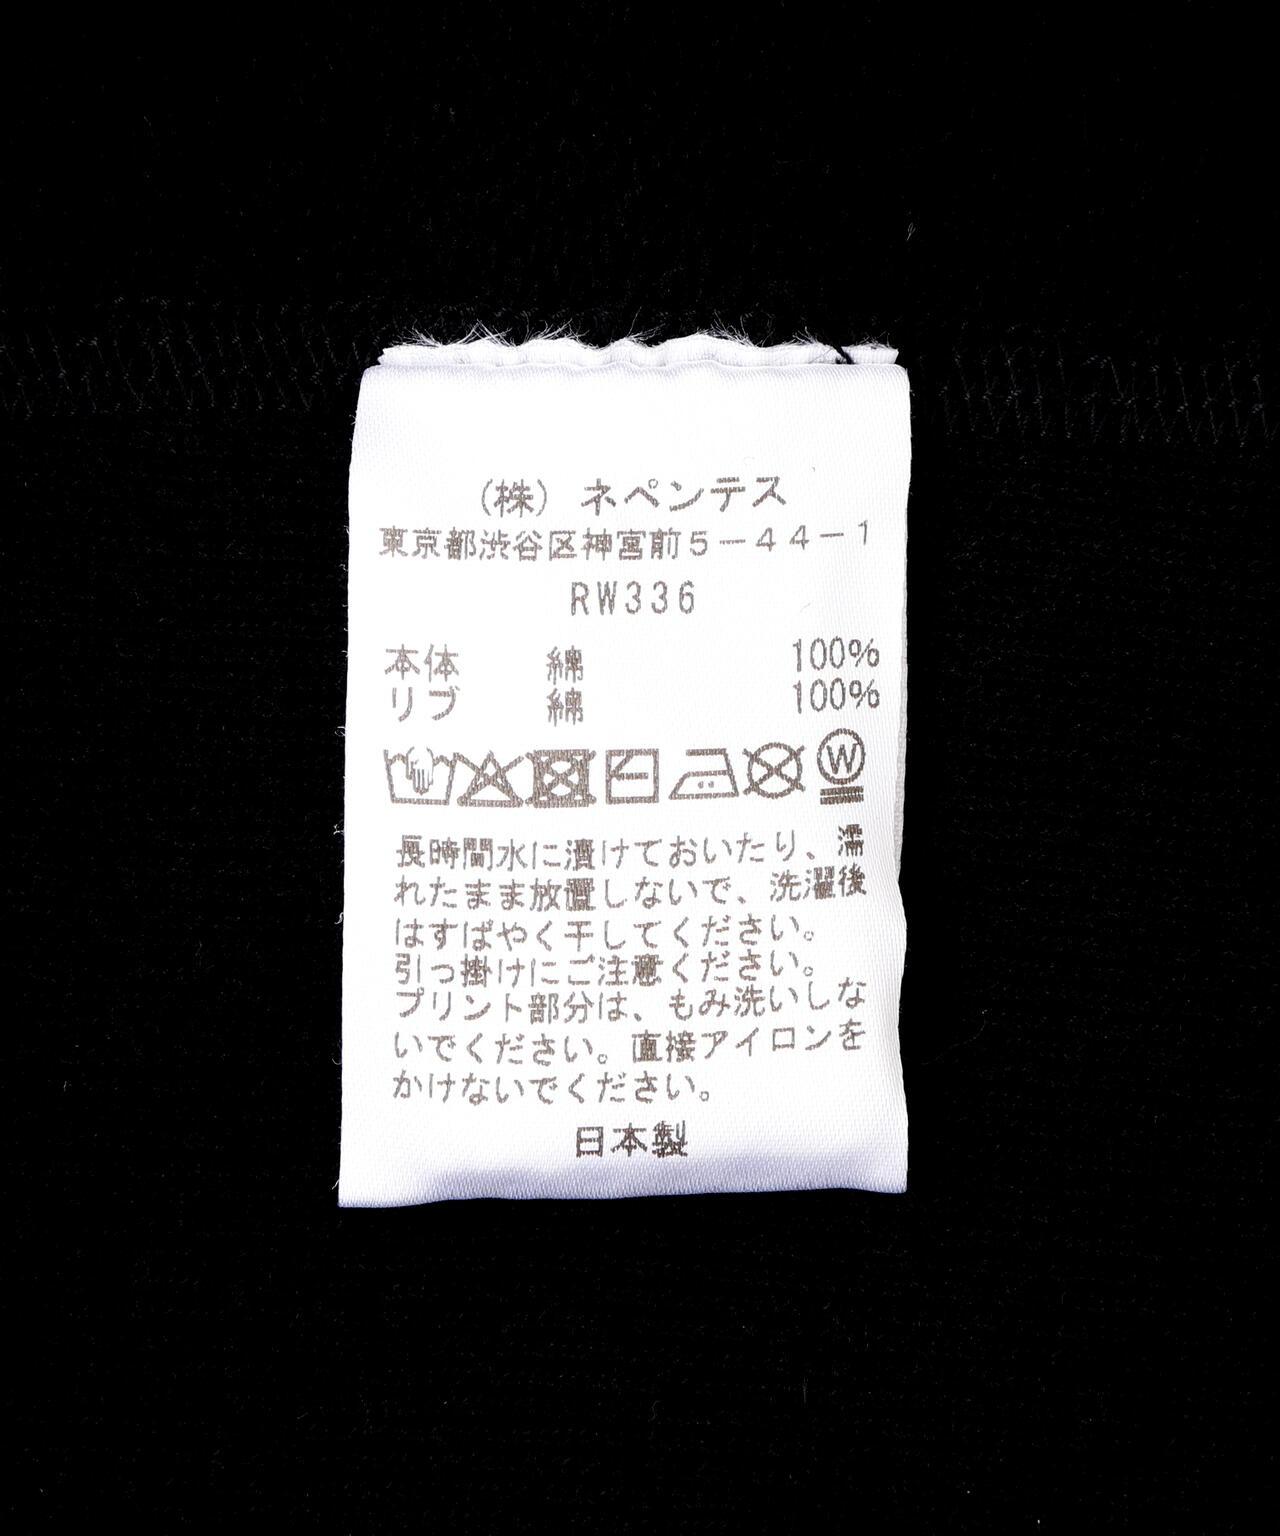 （株）ネペンテス
東京都渋谷区神宮前5－44－1
RW336
本体 綿 100%
リブ 綿 100%
W
長時間水に漬けておいたり、濡
れたまま放置しないで、洗濯後
はすばやく干してください。
引っ掛けにご注意ください。
プリント部分は、もみ洗いしな
いでください。直接アイロンを
かけないでください。
日本製